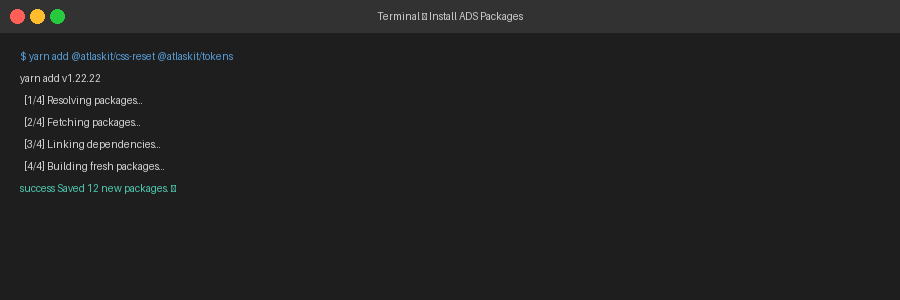 Terminal Install ADS Packages
$ yarn add @atlaskit/css-reset @atlaskit/tokens
yarn add v1.22.22
[1/4] Resolving packages...
[2/4] Fetching packages...
[3/4] Linking dependencies...
[4/4] Building fresh packages...
success Saved 12 new packages.